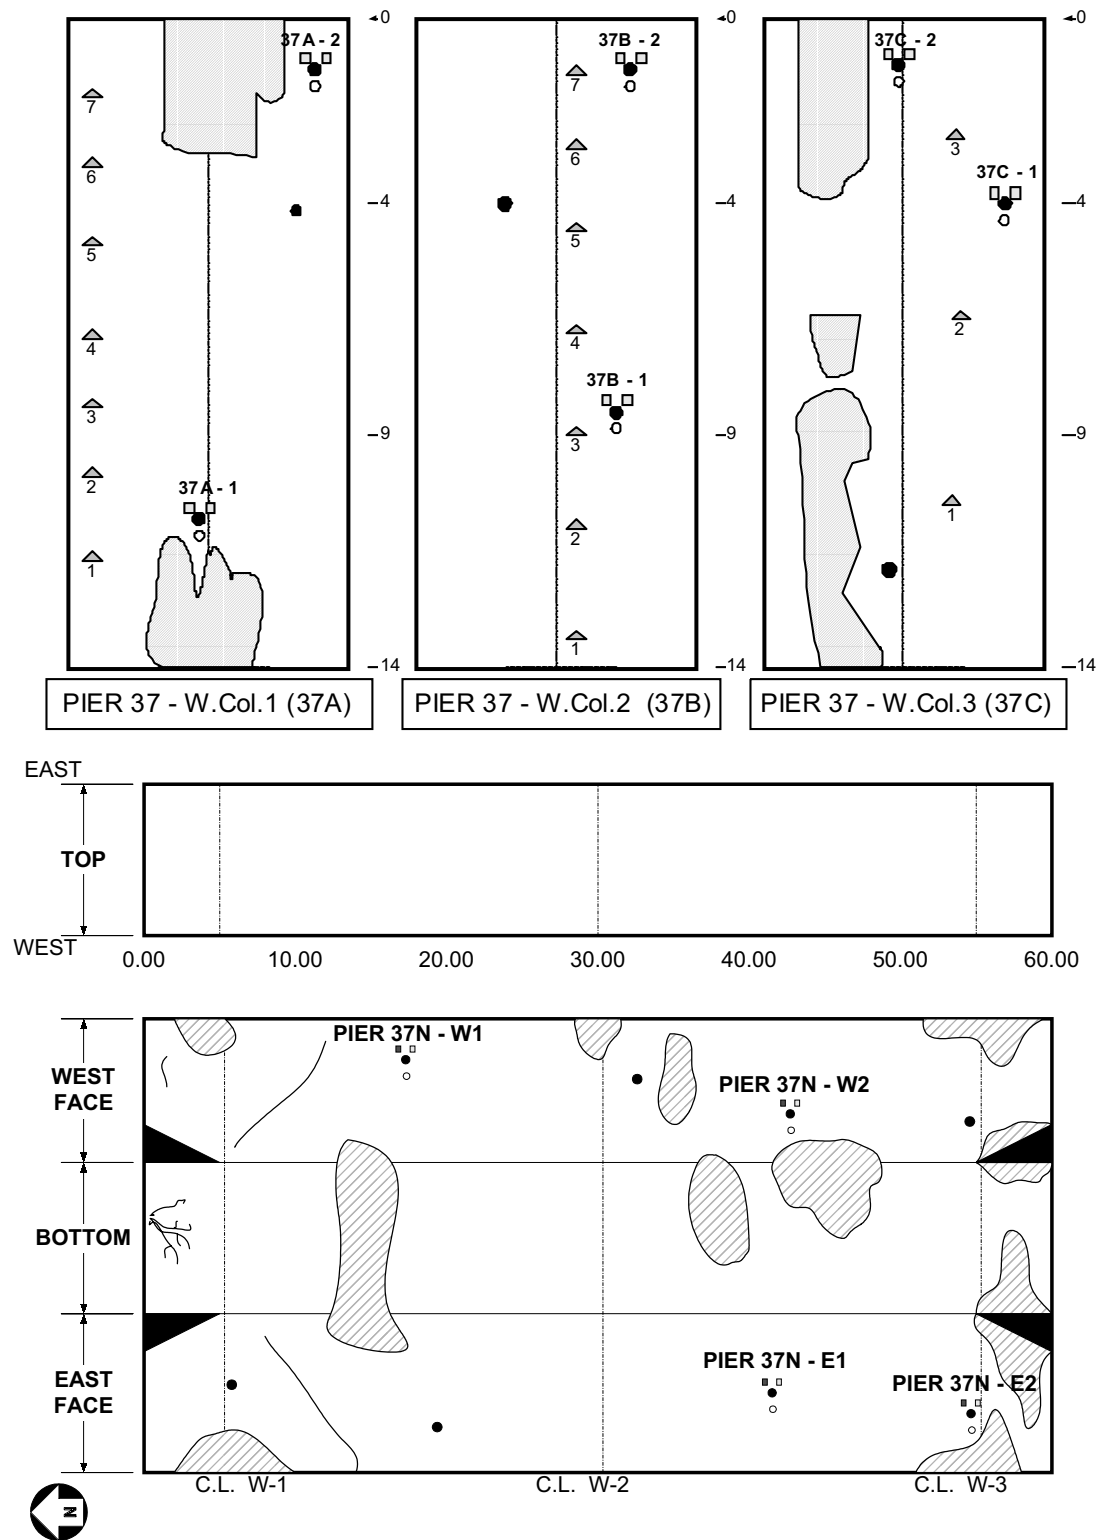 0
0
0
37A - 2
37B - 2
37C - 2
7
7
3
6
6
37C - 1
-4
-4
-4
5
5
4
4
2
37B - 1
3
3
-9
-9
-9
2
37A - 1
2
1
1
1
-14
-14
-14
PIER 37 - W.Col.1 (37A)
PIER 37 - W.Col.2 (37B)
PIER 37 - W.Col.3 (37C)
EAST
TOP
WEST
0.00 10.00 20.00 30.00 40.00 50.00 60.00
PIER 37N - W1
WEST
FACE
PIER 37N - W2
BOTTOM
PIER 37N - E1
EAST
FACE
PIER 37N - E2
C.L. W-1
C.L. W-2
C.L. W-3
N